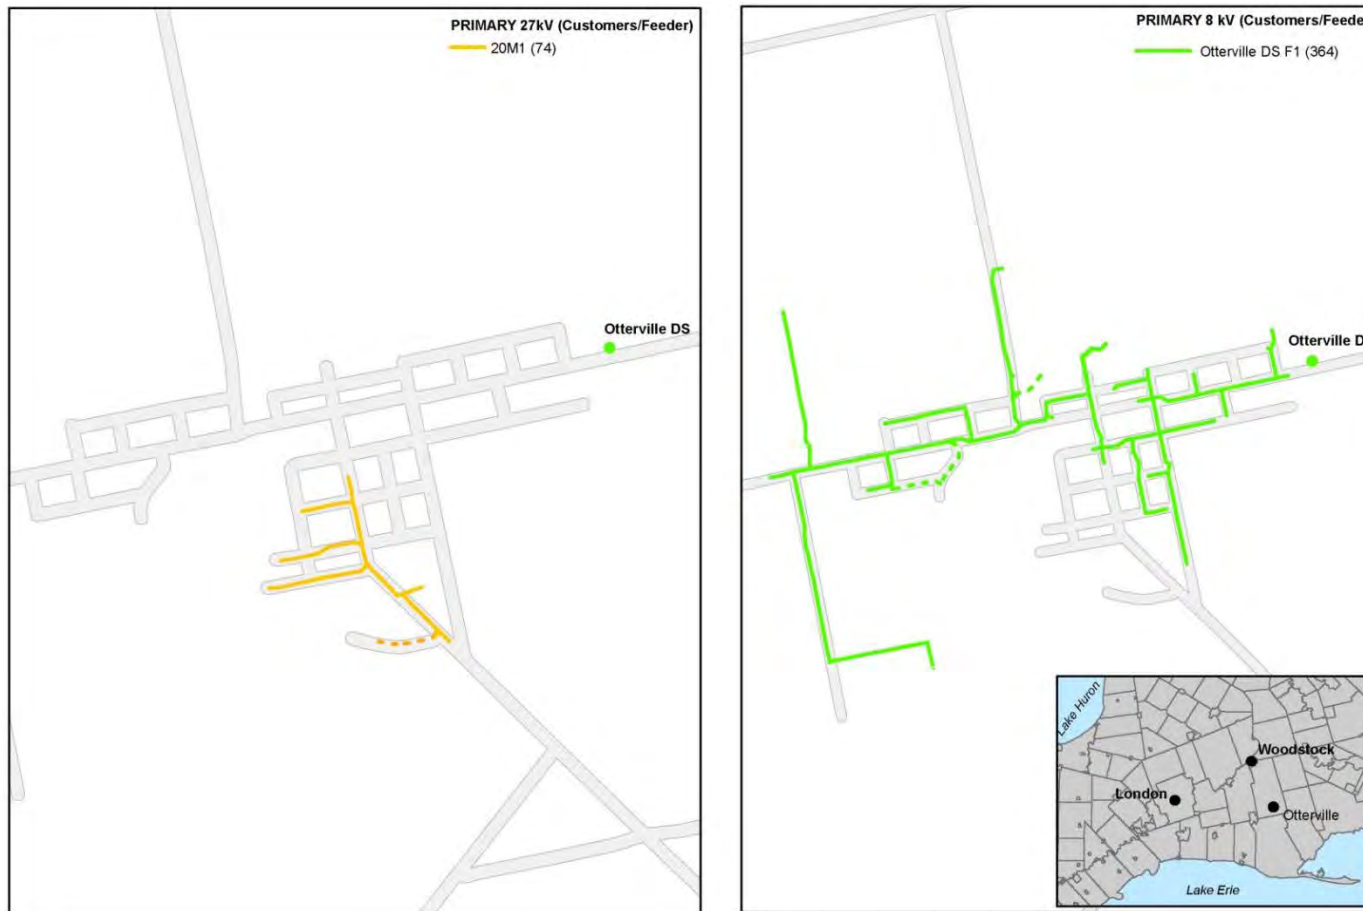 PRIMARY 27kV (Customers/Feeder)
20M1 (74)
Otterville DS
PRIMARY 8 kV (Customers/Feede
Otterville DS F1 (364)
Otterville D
Lake Huron
Woodstock
London
Otterville
Lake Erie